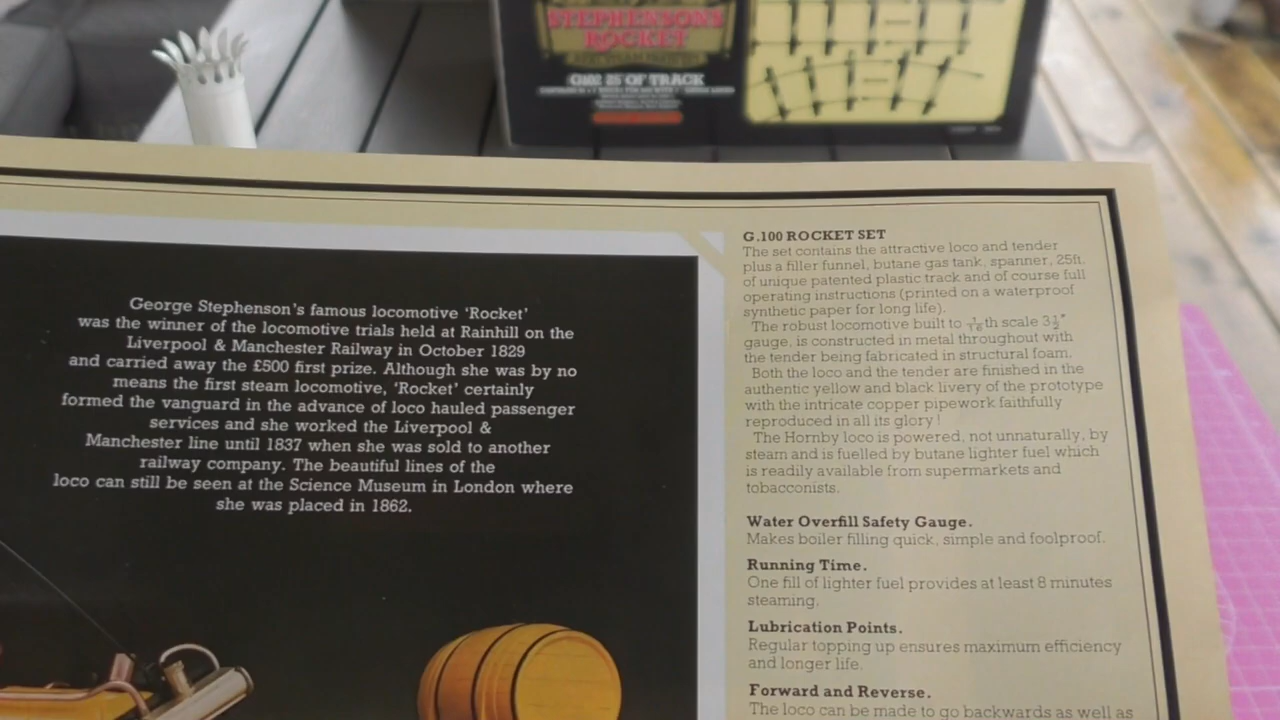 STEPHENSON'S
ROCKET
G102 25' OF TRACK
George Stephenson's famous locomotive 'Rocket'
was the winner of the locomotive trials held at Rainhill on the
Liverpool & Manchester Railway in October 1829
and carried away the £500 first prize. Although she was by no
means the first steam locomotive, 'Rocket' certainly
formed the vanguard in the advance of loco hauled passenger
services and she worked the Liverpool &
Manchester line until 1837 when she was sold to another
railway company. The beautiful lines of the
loco can still be seen at the Science Museum in London where
she was placed in 1862.
G.100 ROCKET SET
The set contains the attractive loco and tender
plus a filler funnel, butane gas tank, spanner, 25ft.
of unique patented plastic track and of course full
operating instructions (printed on a waterproof
synthetic paper for long life).
The robust locomotive built to 1/16th scale 3½"
gauge, is constructed in metal throughout with
the tender being fabricated in structural foam.
Both the loco and the tender are finished in the
authentic yellow and black livery of the prototype
with the intricate copper pipework faithfully
reproduced in all its glory!
The Hornby loco is powered, not unnaturally, by
steam and is fuelled by butane lighter fuel which
is readily available from supermarkets and
tobacconists.
Water Overfill Safety Gauge.
Makes boiler filling quick, simple and foolproof.
Running Time.
One fill of lighter fuel provides at least 8 minutes
steaming.
Lubrication Points.
Regular topping up ensures maximum efficiency
and longer life.
Forward and Reverse.
The loco can be made to go backwards as well as